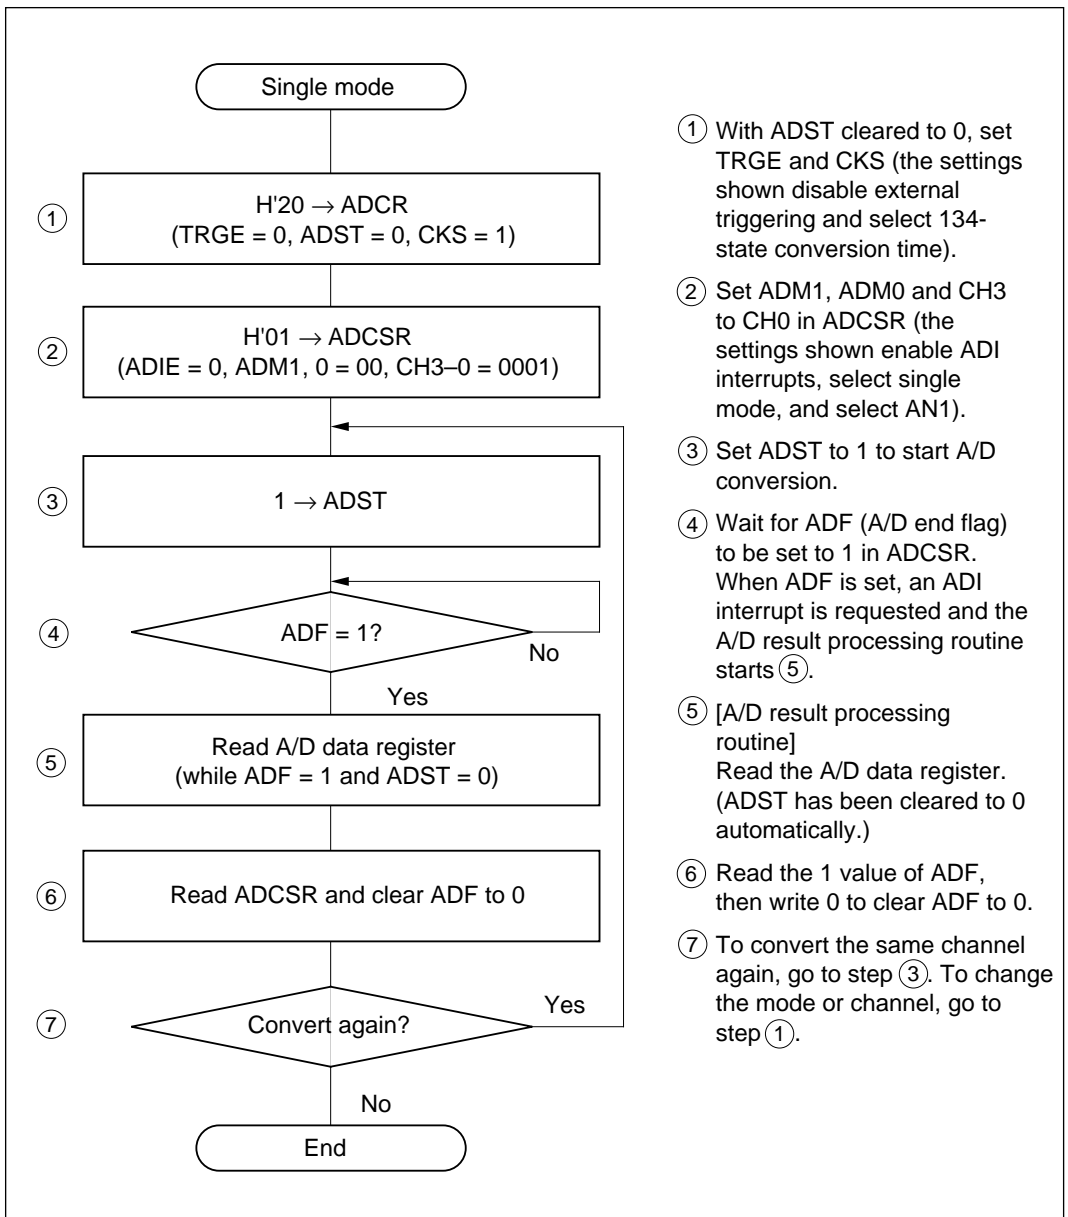 Single mode
①
H'20 → ADCR
(TRGE = 0, ADST = 0, CKS = 1)
②
H'01 → ADCSR
(ADIE = 0, ADM1, 0 = 00, CH3–0 = 0001)
③
1 → ADST
④
ADF = 1?
No
Yes
⑤
Read A/D data register
(while ADF = 1 and ADST = 0)
⑥
Read ADCSR and clear ADF to 0
⑦
Convert again?
Yes
No
End
① With ADST cleared to 0, set
TRGE and CKS (the settings
shown disable external
triggering and select 134-
state conversion time).
② Set ADM1, ADM0 and CH3
to CH0 in ADCSR (the
settings shown enable ADI
interrupts, select single
mode, and select AN1).
③ Set ADST to 1 to start A/D
conversion.
④ Wait for ADF (A/D end flag)
to be set to 1 in ADCSR.
When ADF is set, an ADI
interrupt is requested and the
A/D result processing routine
starts ⑤.
⑤ [A/D result processing
routine]
Read the A/D data register.
(ADST has been cleared to 0
automatically.)
⑥ Read the 1 value of ADF,
then write 0 to clear ADF to 0.
⑦ To convert the same channel
again, go to step ③. To change
the mode or channel, go to
step ①.